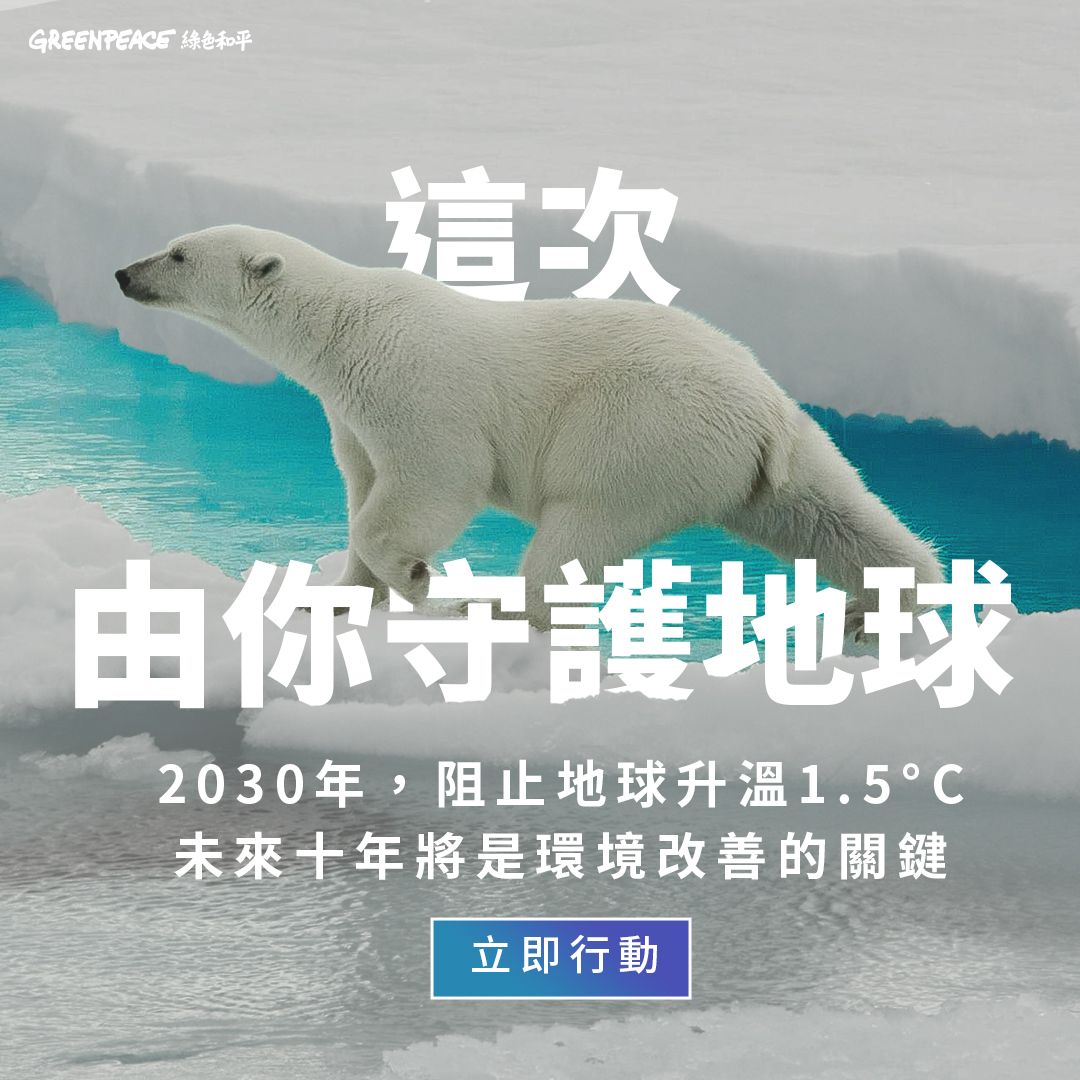 GREENPEACE 綠色和平
這次
由你守護地球
2030年，阻止地球升溫1.5°C
未來十年將是環境改善的關鍵
立即行動